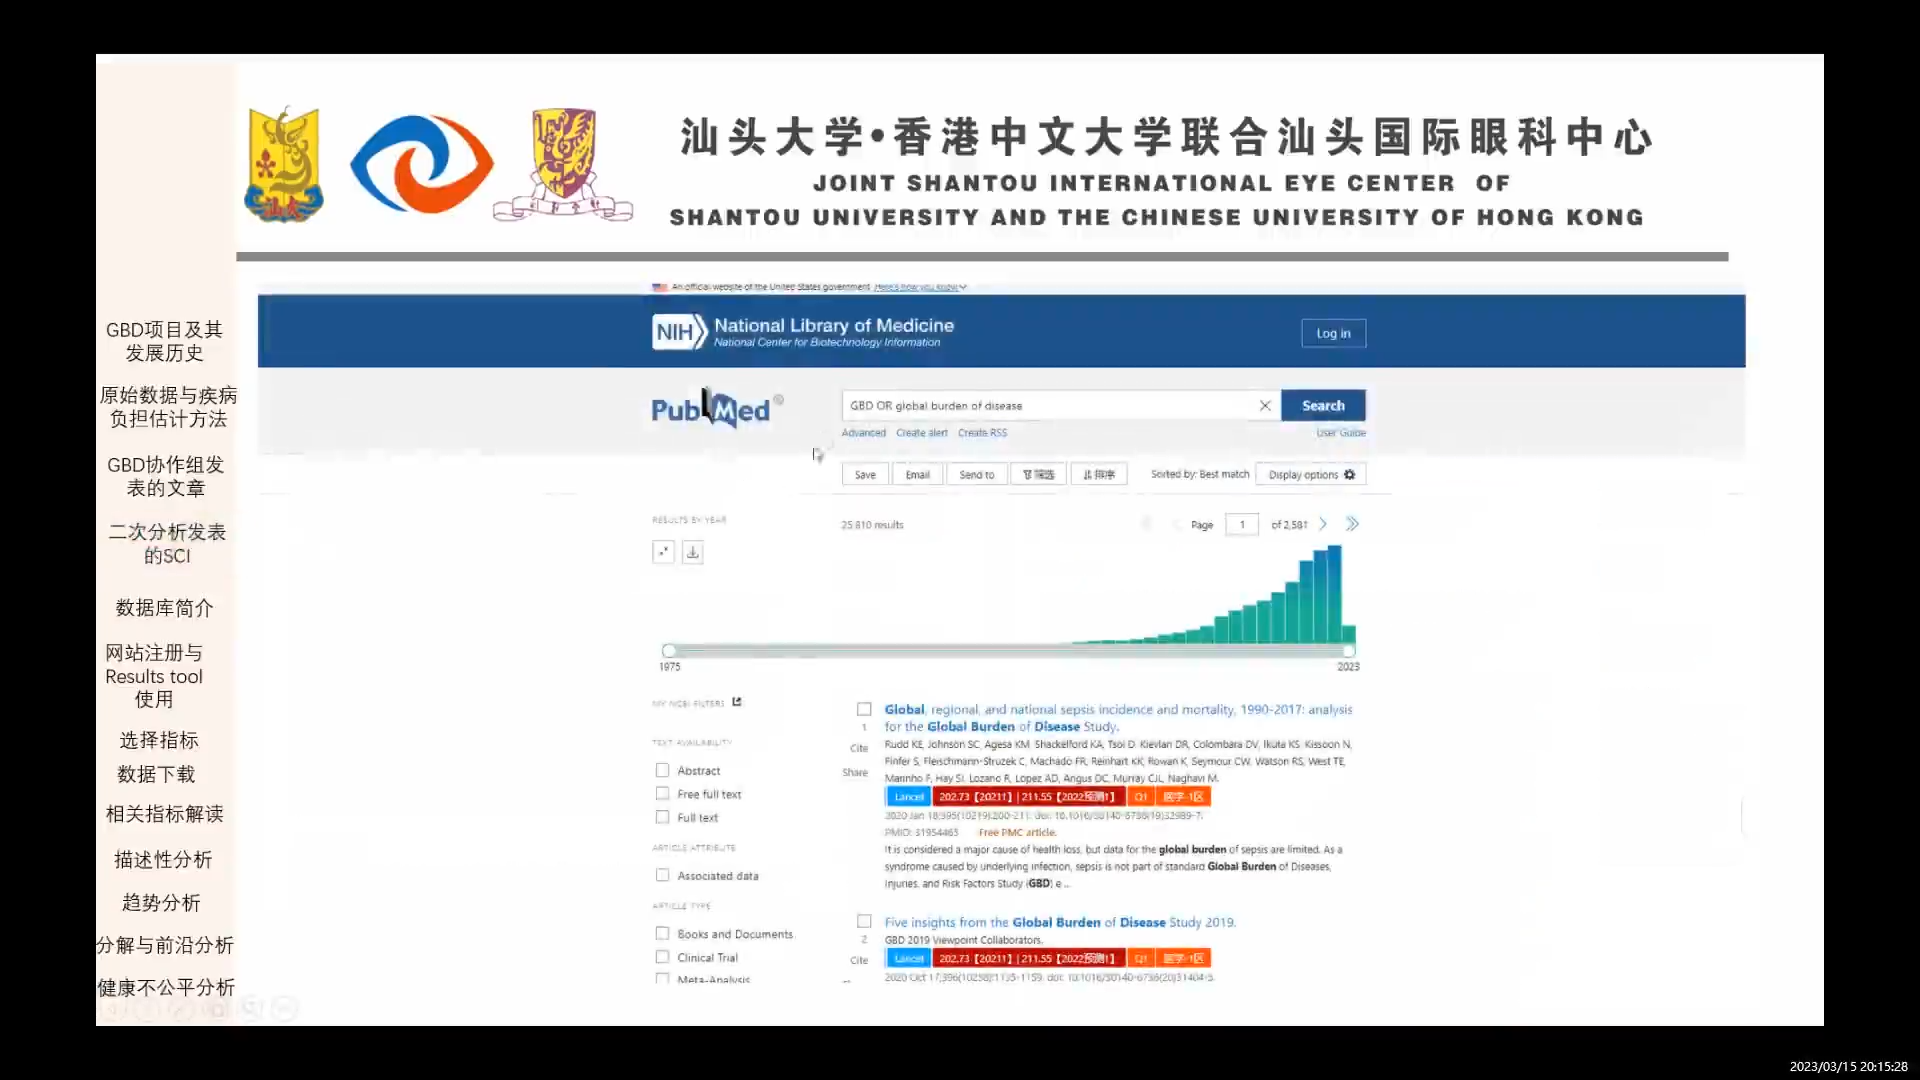 汕头大学•香港中文大学联合汕头国际眼科中心
JOINT SHANTOU INTERNATIONAL EYE CENTER OF
SHANTOU UNIVERSITY AND THE CHINESE UNIVERSITY OF HONG KONG
汕大
GBD项目及其
发展历史
原始数据与疾病
负担估计方法
GBD协作组发
表的文章
二次分析发表
的SCI
数据库简介
网站注册与
Results tool
使用
选择指标
数据下载
相关指标解读
描述性分析
趋势分析
分解与前沿分析
健康不公平分析
An official website of the United States government Here's how you know
NIH National Library of Medicine
National Center for Biotechnology Information
Log in
PubMed®
GBD OR global burden of disease
Search
Advanced Create alert Create RSS
User Guide
Save Email Send to 筛选 排序 Sorted by: Best match Display options
RESULTS BY YEAR
25,810 results
Page 1 of 2,581
1975 2023
MY NCBI FILTERS
TEXT AVAILABILITY
Abstract
Free full text
Full text
ARTICLE ATTRIBUTE
Associated data
ARTICLE TYPE
Books and Documents
Clinical Trial
Meta-Analysis
1
Cite
Share
Global, regional, and national sepsis incidence and mortality, 1990-2017: analysis
for the Global Burden of Disease Study.
Rudd KE, Johnson SC, Agesa KM, Shackelford KA, Tsoi D, Kievlan DR, Colombara DV, Ikuta KS, Kissoon N,
Finfer S, Fleischmann-Struzek C, Machado FR, Reinhart KK, Rowan K, Seymour CW, Watson RS, West TE,
Marinho F, Hay SI, Lozano R, Lopez AD, Angus DC, Murray CJL, Naghavi M.
Lancet 202.73【2021†】| 211.55【2022预测†】 Q1 医学-1区
2020 Jan 18;395(10219):200-211. doi: 10.1016/S0140-6736(19)32989-7.
PMID: 31954465 Free PMC article.
It is considered a major cause of health loss, but data for the global burden of sepsis are limited. As a
syndrome caused by underlying infection, sepsis is not part of standard Global Burden of Diseases,
Injuries, and Risk Factors Study (GBD) e ...
2
Cite
Five insights from the Global Burden of Disease Study 2019.
GBD 2019 Viewpoint Collaborators.
Lancet 202.73【2021†】| 211.55【2022预测†】 Q1 医学-1区
2020 Oct 17;396(10258):1135-1159. doi: 10.1016/S0140-6736(20)31404-5.
2023/03/15 20:15:28